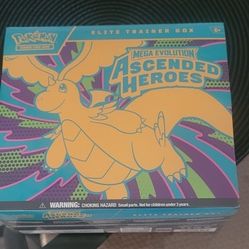 POKÉMON
ELITE TRAINER BOX
6+
MEGA EVOLUTION
ASCENDED
HEROES
WARNING: CHOKING HAZARD Small parts. Not for children under 3 years.
ASCENDED
ELITE TRAINER